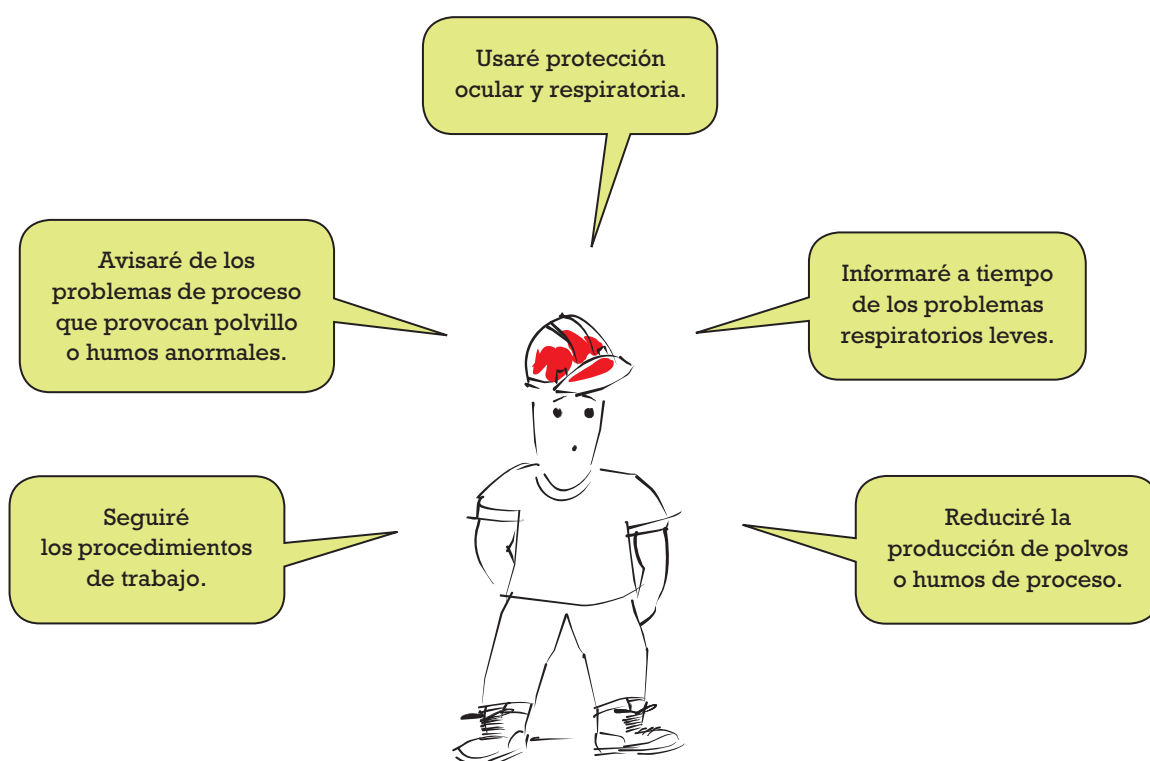 Usaré protección
ocular y respiratoria.
Avisaré de los
problemas de proceso
que provocan polvillo
o humos anormales.
Informaré a tiempo
de los problemas
respiratorios leves.
Seguiré
los procedimientos
de trabajo.
Reduciré la
producción de polvos
o humos de proceso.